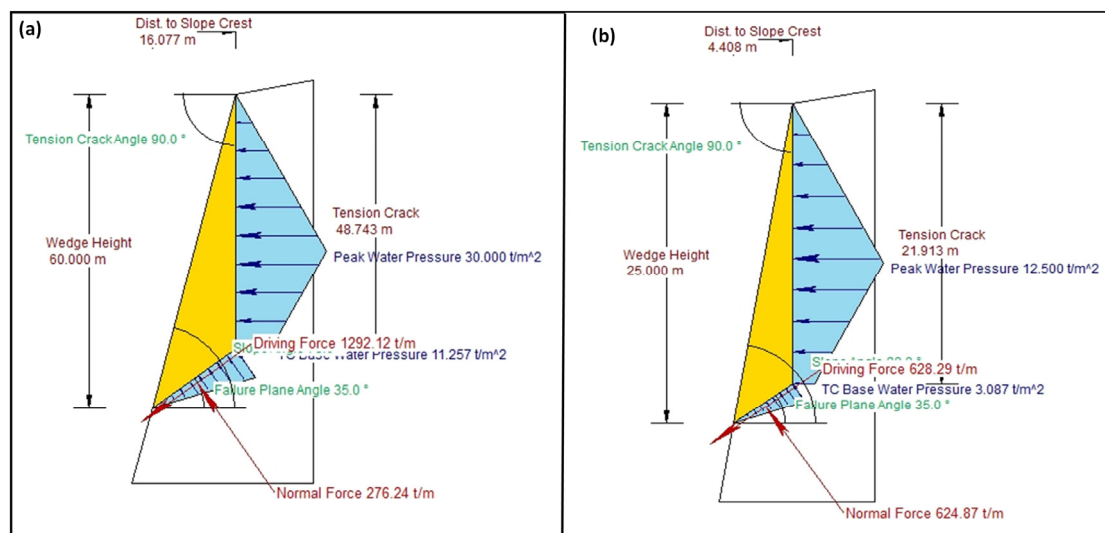 (a)
Dist. to Slope Crest
16.077 m
Tension Crack Angle 90.0 °
Wedge Height
60.000 m
Tension Crack
48.743 m
Peak Water Pressure 30.000 t/m^2
Driving Force 1292.12 t/m
Base Water Pressure 11.257 t/m^2
Failure Plane Angle 35.0 °
Normal Force 276.24 t/m
(b)
Dist. to Slope Crest
4.408 m
Tension Crack Angle 90.0 °
Wedge Height
25.000 m
Tension Crack
21.913 m
Peak Water Pressure 12.500 t/m^2
Driving Force 628.29 t/m
TC Base Water Pressure 3.087 t/m^2
Failure Plane Angle 35.0 °
Normal Force 624.87 t/m